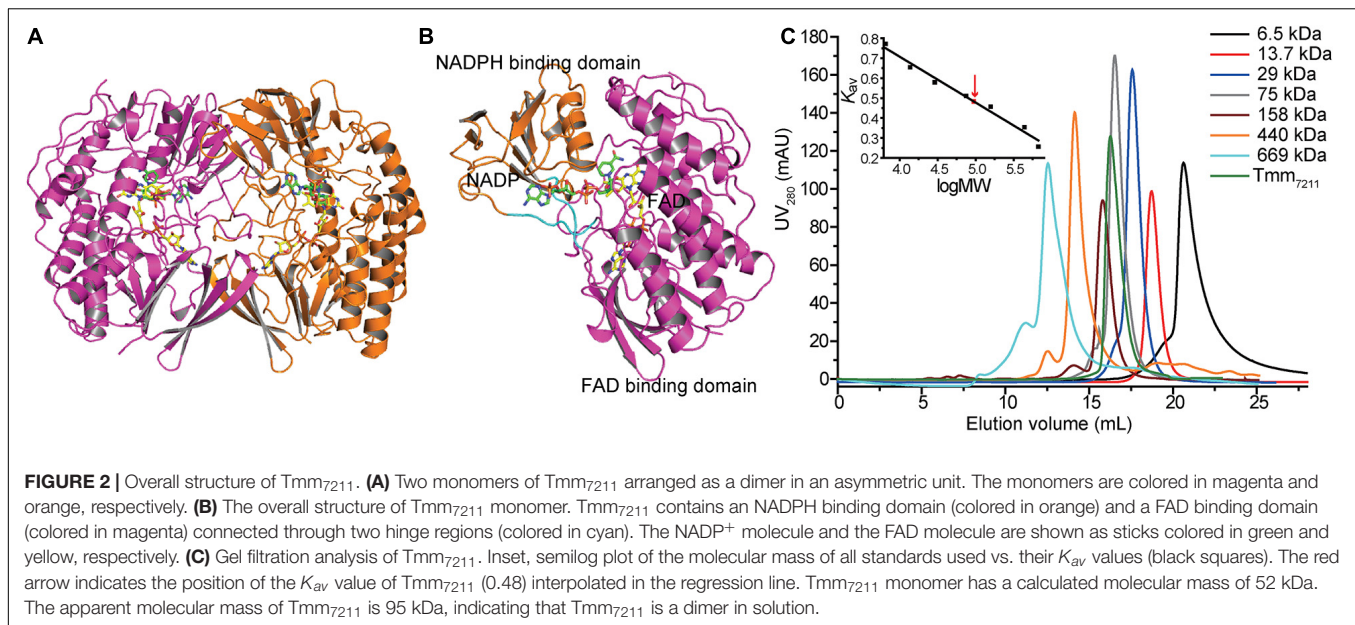 A
B
NADPH binding domain
NADP
FAD
FAD binding domain
C
UV280 (mAU)
180
160
140
120
100
80
60
40
20
0
0
5
10
15
20
25
Elution volume (mL)
Kav
0.8
0.7
0.6
0.5
0.4
0.3
0.2
4.0
4.5
5.0
5.5
logMW
6.5 kDa
13.7 kDa
29 kDa
75 kDa
158 kDa
440 kDa
669 kDa
Tmm7211
FIGURE 2 | Overall structure of Tmm7211. (A) Two monomers of Tmm7211 arranged as a dimer in an asymmetric unit. The monomers are colored in magenta and
orange, respectively. (B) The overall structure of Tmm7211 monomer. Tmm7211 contains an NADPH binding domain (colored in orange) and a FAD binding domain
(colored in magenta) connected through two hinge regions (colored in cyan). The NADP+ molecule and the FAD molecule are shown as sticks colored in green and
yellow, respectively. (C) Gel filtration analysis of Tmm7211. Inset, semilog plot of the molecular mass of all standards used vs. their Kav values (black squares). The red
arrow indicates the position of the Kav value of Tmm7211 (0.48) interpolated in the regression line. Tmm7211 monomer has a calculated molecular mass of 52 kDa.
The apparent molecular mass of Tmm7211 is 95 kDa, indicating that Tmm7211 is a dimer in solution.